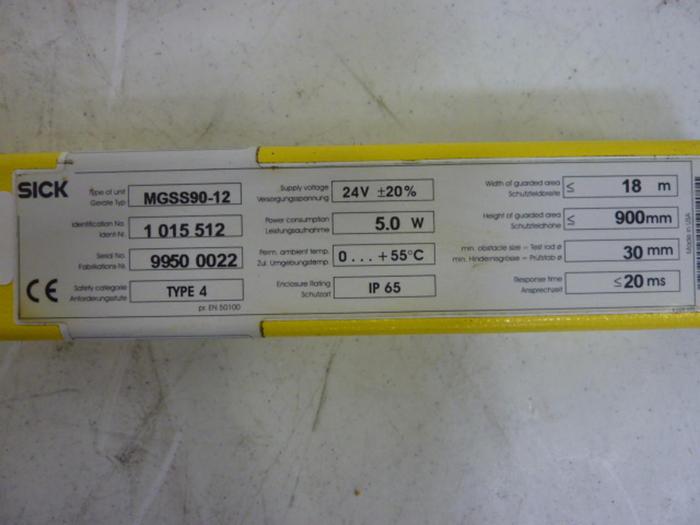 SICK
Type of unit
Geräte Typ
MGSS90-12
Identification No.
Ident-Nr.
1 015 512
Serial No.
Fabrikations-Nr.
9950 0022
CE
Safety categorie
Anforderungsstufe
TYPE 4
pr. EN 50100
Supply voltage
Versorgungsspannung
24V ±20%
Power consumption
Leistungsaufnahme
5.0 W
Perm. ambient temp.
Zul. Umgebungstemp.
0...+55°C
Enclosure Rating
Schutzart
IP 65
Width of guarded area
Schutzfeldbreite
≤ 18 m
Height of guarded area
Schutzfeldhöhe
≤ 900mm
min. obstacle size - Test rod ø
min. Hindernisgrösse - Prüfstab ø
30 mm
Response time
Ansprechzeit
≤20 ms
Made in USA